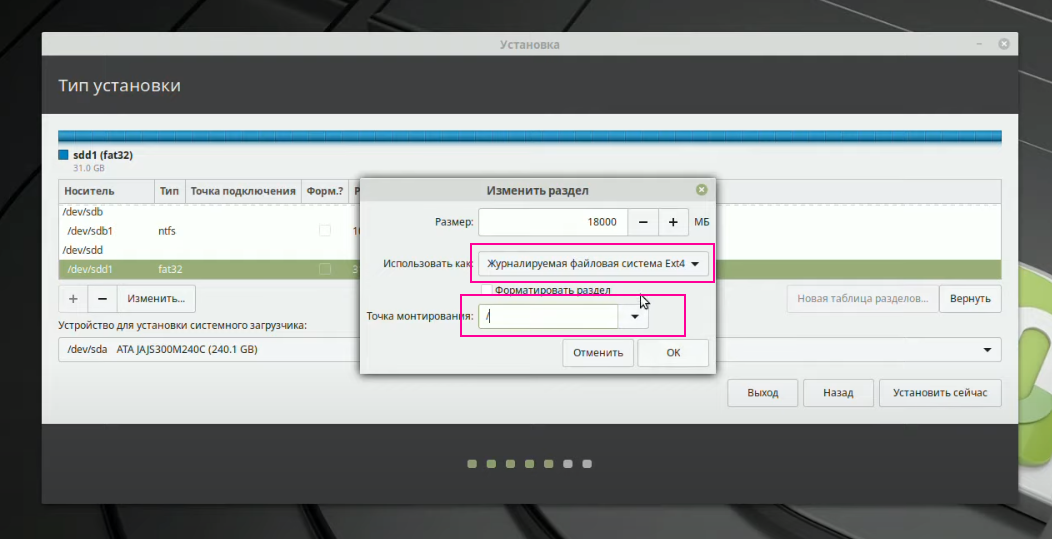 Установка
Тип установки
sdd1 (fat32)
31.0 GB
Носитель Тип Точка подключения Форм.?
/dev/sdb
/dev/sdb1 ntfs
/dev/sdd
/dev/sdd1 fat32
Изменить раздел
Размер: 18000 МБ
Использовать как: Журналируемая файловая система Ext4
Форматировать раздел
Точка монтирования: /
Отменить OK
+ − Изменить... Новая таблица разделов... Вернуть
Устройство для установки системного загрузчика:
/dev/sda ATA JAJS300M240C (240.1 GB)
Выход Назад Установить сейчас